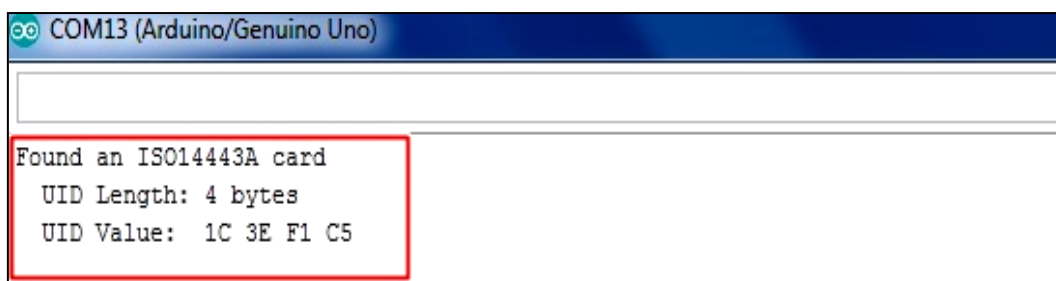 COM13 (Arduino/Genuino Uno)
Found an ISO14443A card
UID Length: 4 bytes
UID Value: 1C 3E F1 C5